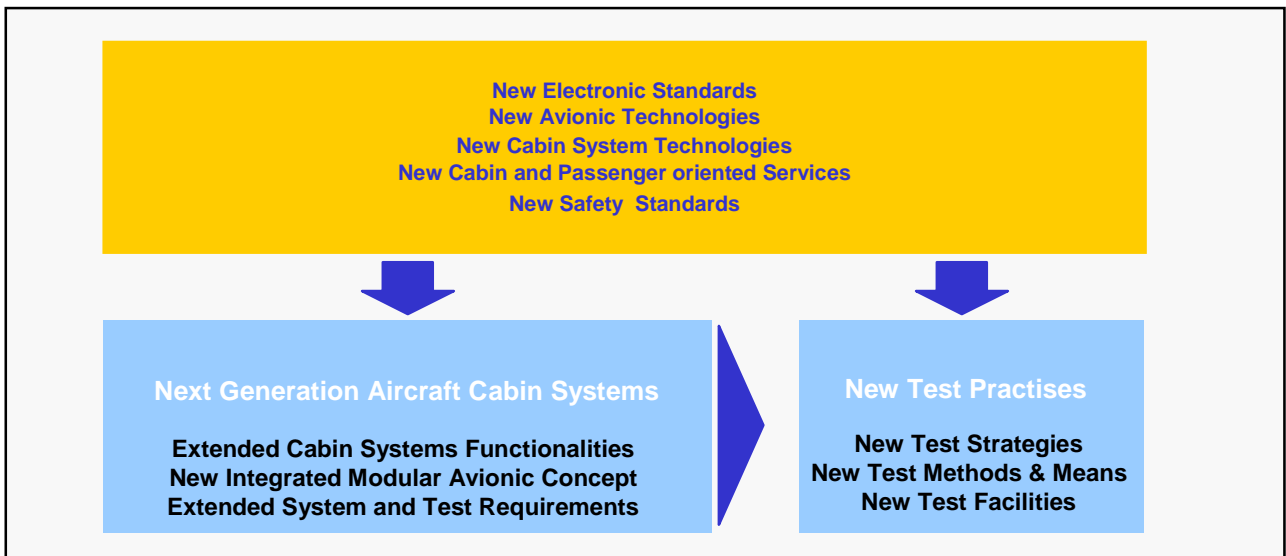 New Electronic Standards
New Avionic Technologies
New Cabin System Technologies
New Cabin and Passenger oriented Services
New Safety Standards
Next Generation Aircraft Cabin Systems
Extended Cabin Systems Functionalities
New Integrated Modular Avionic Concept
Extended System and Test Requirements
New Test Practises
New Test Strategies
New Test Methods & Means
New Test Facilities